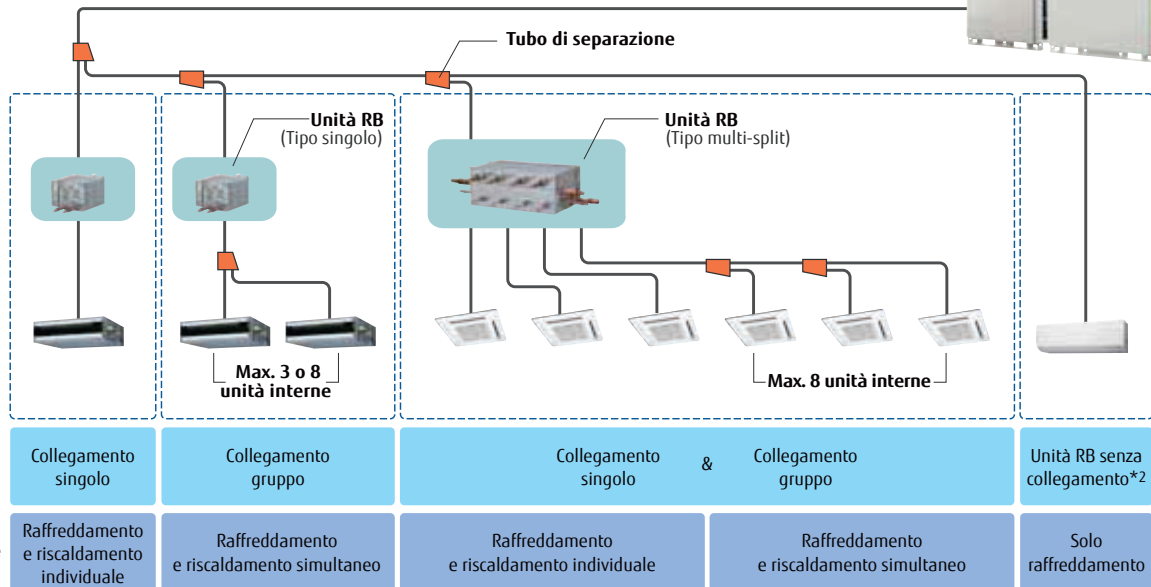 Tubo di separazione
Unità RB
(Tipo singolo)
Unità RB
(Tipo multi-split)
Max. 3 o 8
unità interne
Max. 8 unità interne
Collegamento
singolo
Collegamento
gruppo
Collegamento
singolo
&
Collegamento
gruppo
Unità RB senza
collegamento*2
Raffreddamento
e riscaldamento
individuale
Raffreddamento
e riscaldamento simultaneo
Raffreddamento
e riscaldamento individuale
Raffreddamento
e riscaldamento simultaneo
Solo
raffreddamento